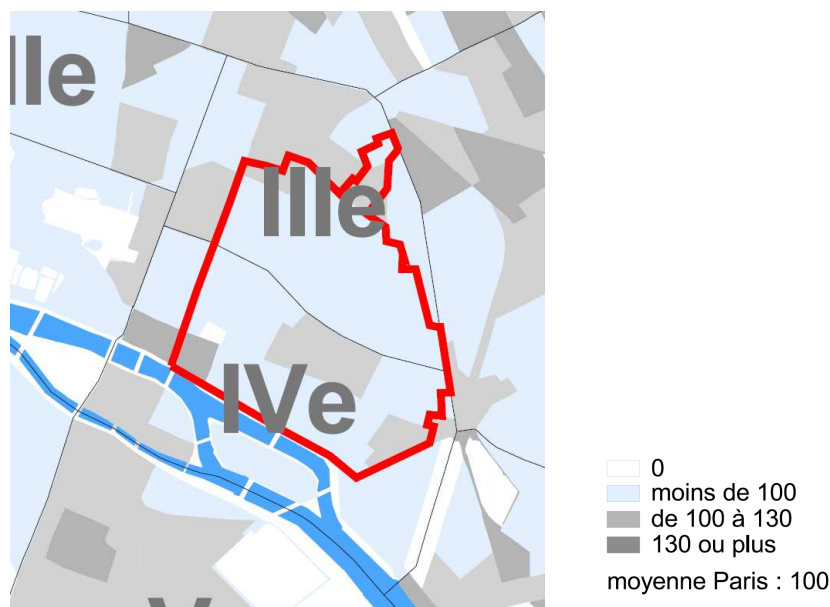 IIe
IIIe
IVe
V
0
moins de 100
de 100 à 130
130 ou plus
moyenne Paris : 100